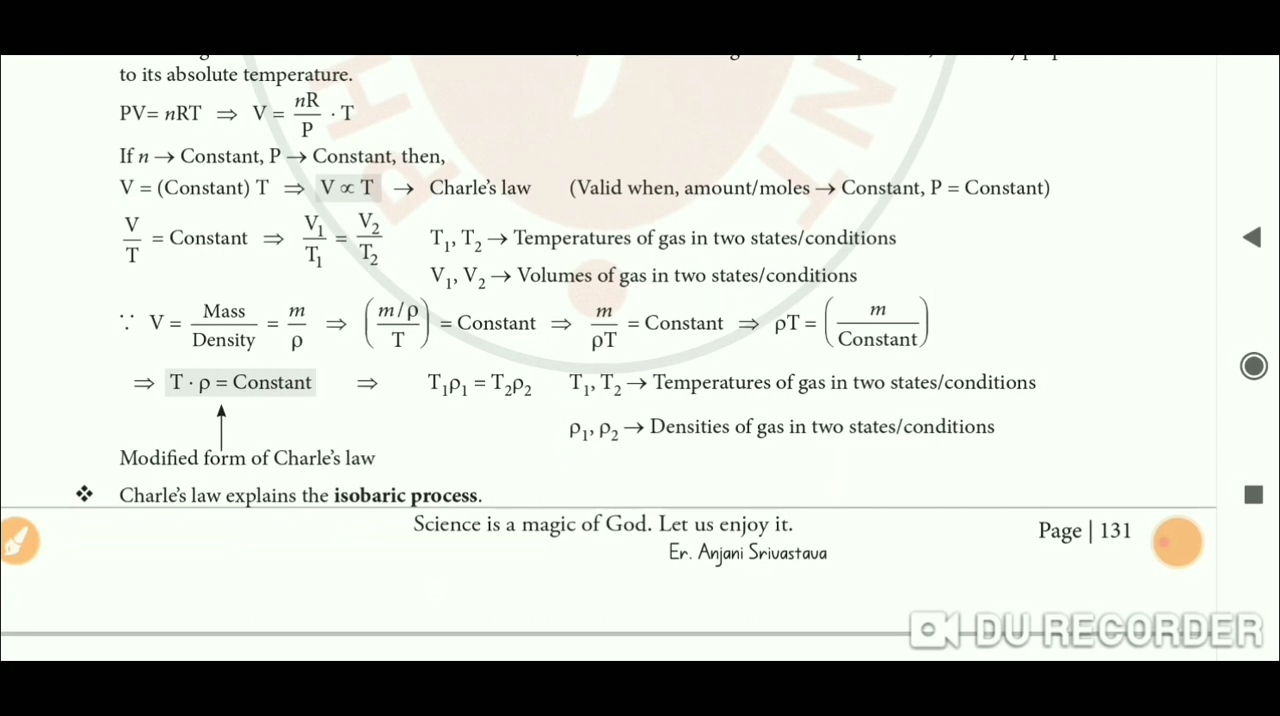 to its absolute temperature.
PV= nRT ⇒ V = nR/P · T
If n → Constant, P → Constant, then,
V = (Constant) T ⇒ V ∝ T → Charle's law (Valid when, amount/moles → Constant, P = Constant)
V/T = Constant ⇒ V₁/T₁ = V₂/T₂ T₁, T₂ → Temperatures of gas in two states/conditions
V₁, V₂ → Volumes of gas in two states/conditions
∵ V = Mass/Density = m/ρ ⇒ (m/ρ / T) = Constant ⇒ m/ρT = Constant ⇒ ρT = (m/Constant)
⇒ T · ρ = Constant ⇒ T₁ρ₁ = T₂ρ₂ T₁, T₂ → Temperatures of gas in two states/conditions
ρ₁, ρ₂ → Densities of gas in two states/conditions
Modified form of Charle's law
❖ Charle's law explains the isobaric process.
Science is a magic of God. Let us enjoy it.
Er. Anjani Srivastava
Page | 131
DU RECORDER